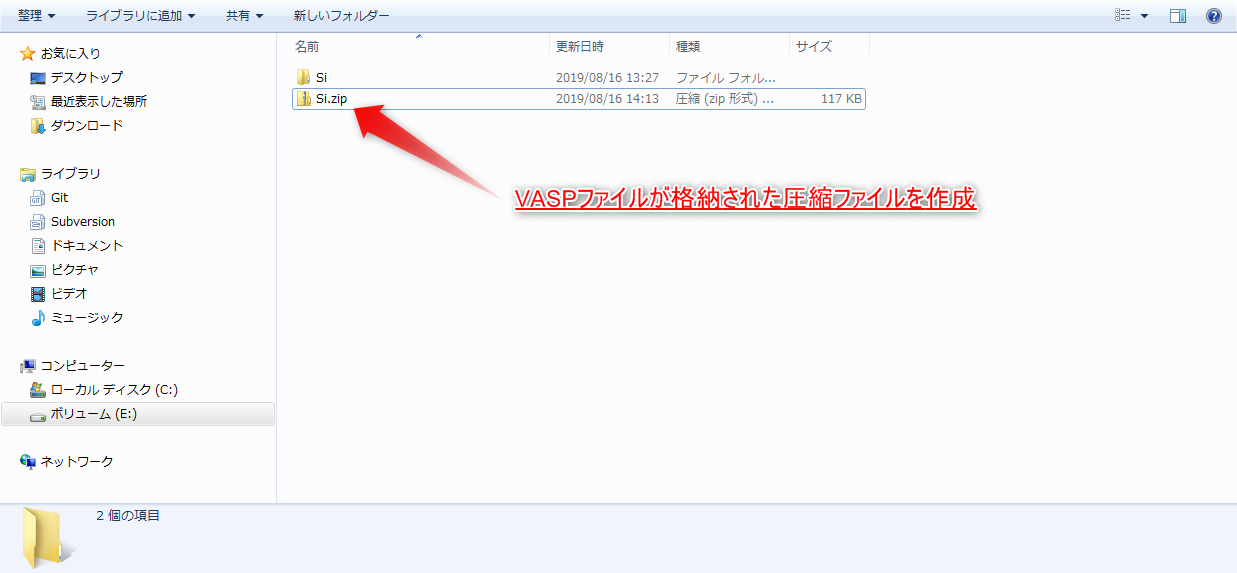 整理 ライブラリに追加 共有 新しいフォルダー
お気に入り
デスクトップ
最近表示した場所
ダウンロード
ライブラリ
Git
Subversion
ドキュメント
ピクチャ
ビデオ
ミュージック
コンピューター
ローカル ディスク (C:)
ボリューム (E:)
ネットワーク
名前 更新日時 種類 サイズ
Si 2019/08/16 13:27 ファイル フォル...
Si.zip 2019/08/16 14:13 圧縮 (zip 形式) ... 117 KB
VASPファイルが格納された圧縮ファイルを作成
2 個の項目